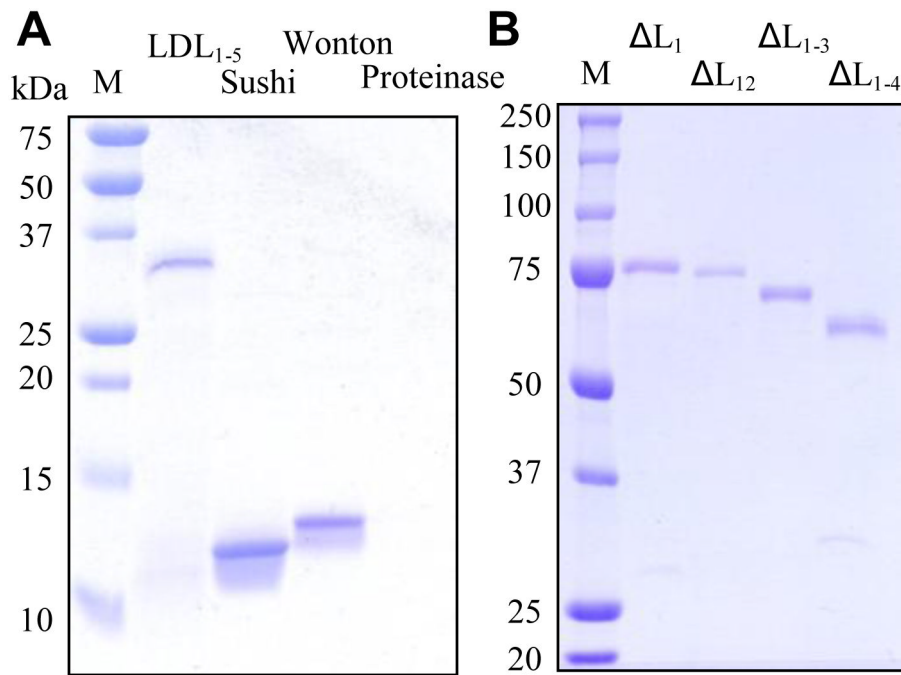 A
LDL₁₋₅ Wonton
kDa M Sushi Proteinase
75
50
37
25
20
15
10
B
ΔL₁ ΔL₁₋₃
M ΔL₁₂ ΔL₁₋₄
250
150
100
75
50
37
25
20